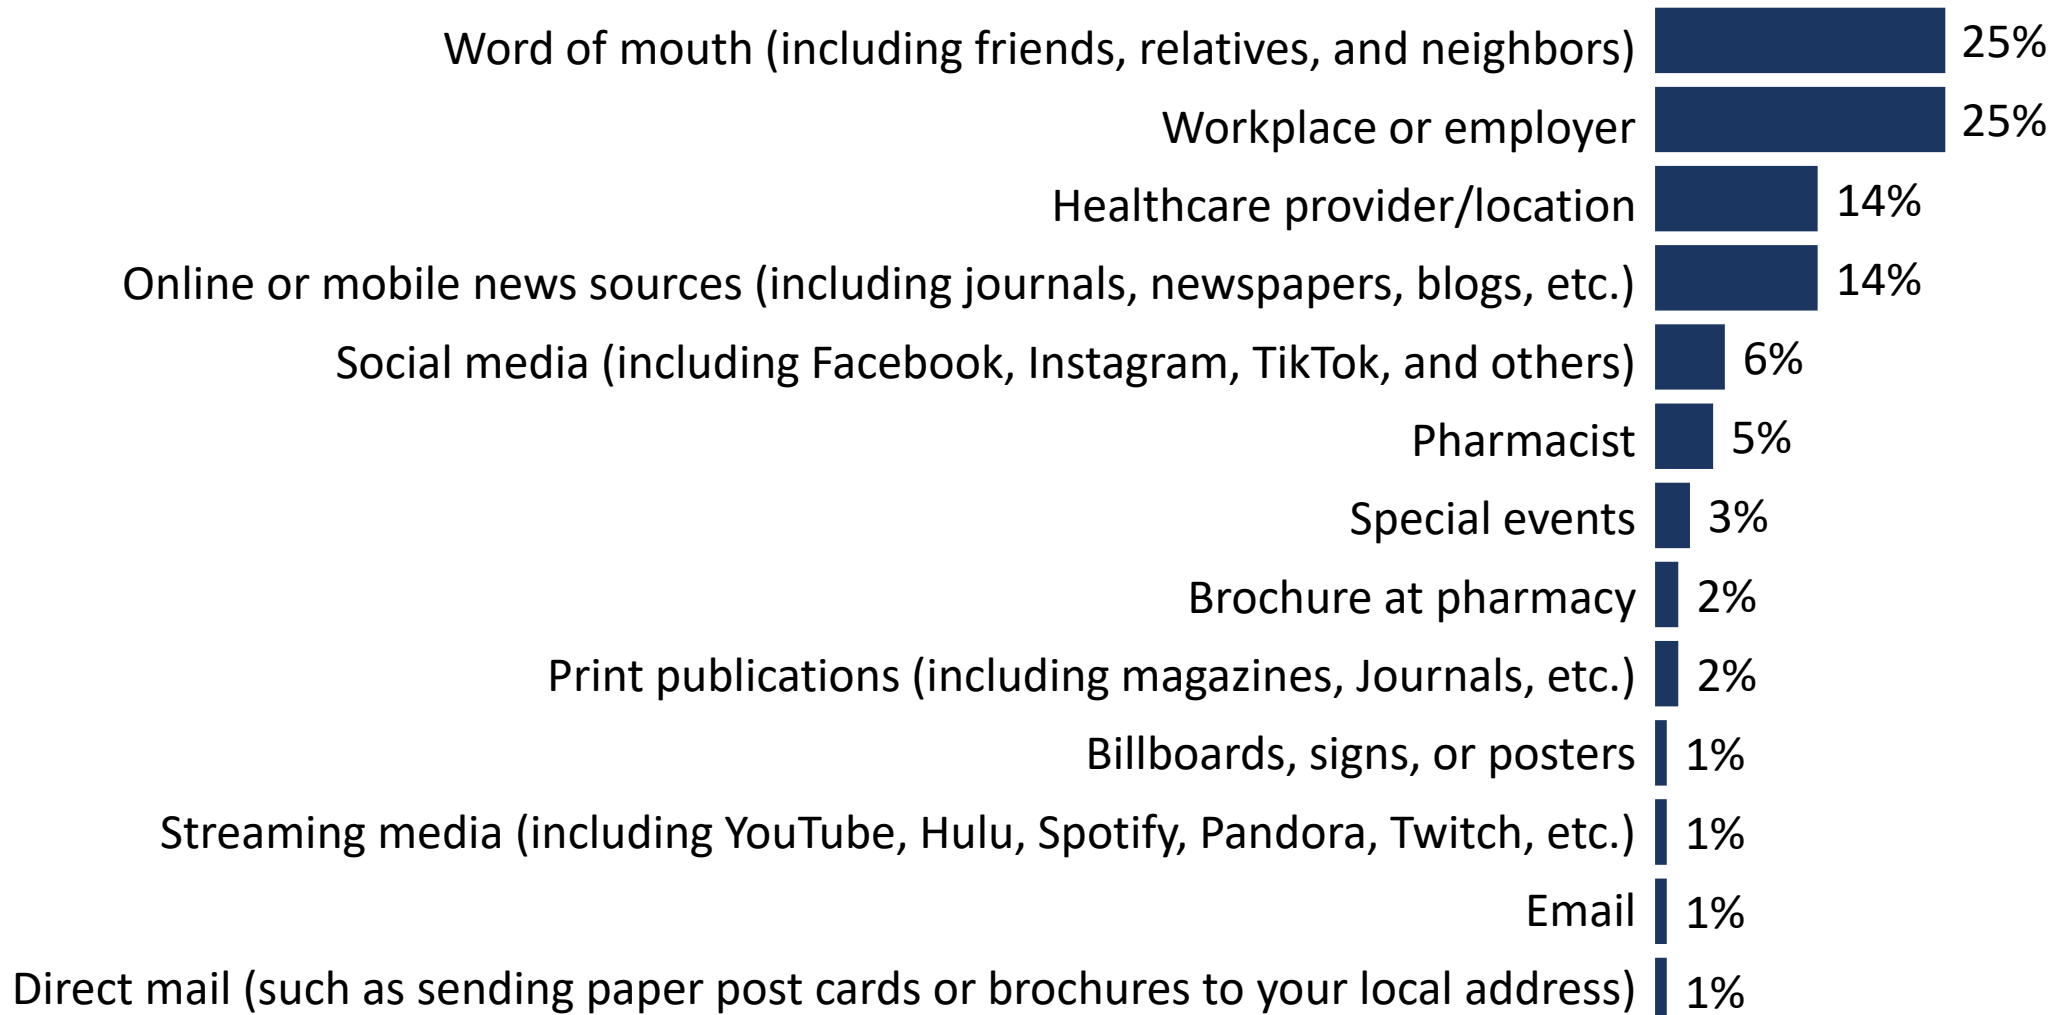 Word of mouth (including friends, relatives, and neighbors) 25%
Workplace or employer 25%
Healthcare provider/location 14%
Online or mobile news sources (including journals, newspapers, blogs, etc.) 14%
Social media (including Facebook, Instagram, TikTok, and others) 6%
Pharmacist 5%
Special events 3%
Brochure at pharmacy 2%
Print publications (including magazines, Journals, etc.) 2%
Billboards, signs, or posters 1%
Streaming media (including YouTube, Hulu, Spotify, Pandora, Twitch, etc.) 1%
Email 1%
Direct mail (such as sending paper post cards or brochures to your local address) 1%